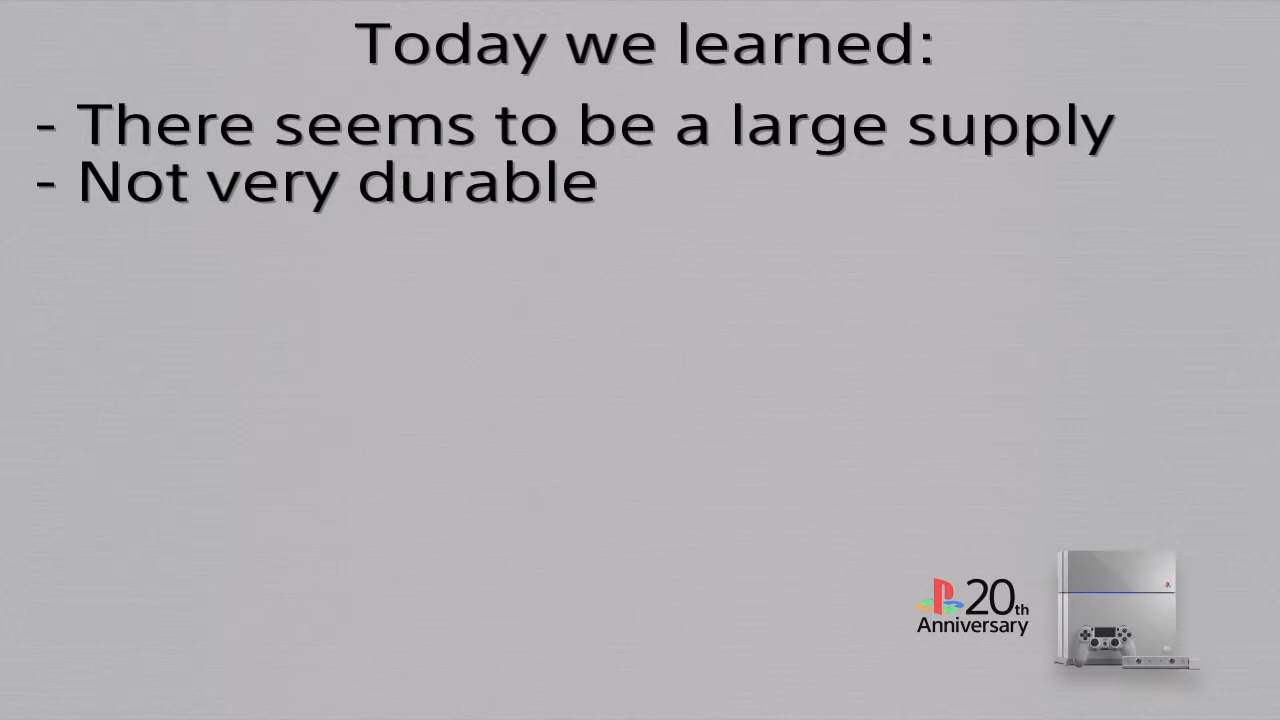 Today we learned:
- There seems to be a large supply
- Not very durable
20th
Anniversary